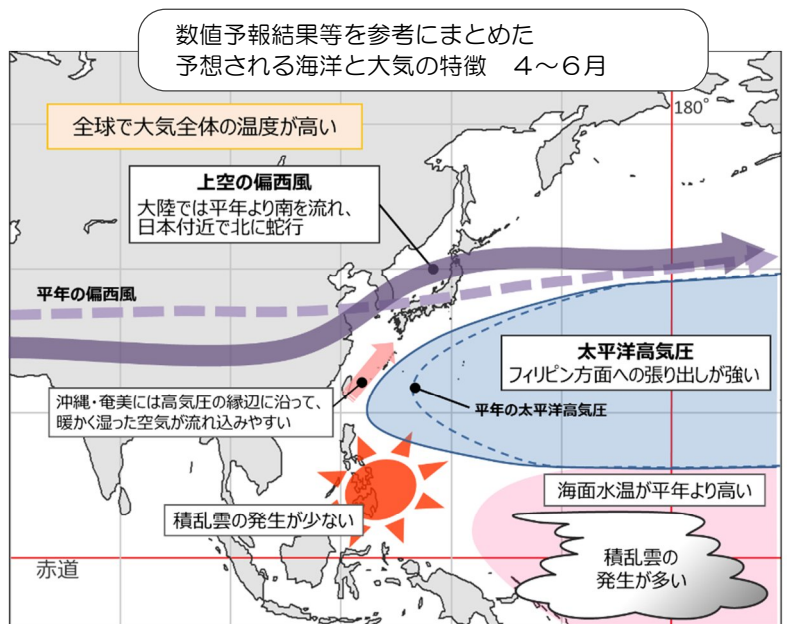 数値予報結果等を参考にまとめた
予想される海洋と大気の特徴　4～6月
180°
全球で大気全体の温度が高い
上空の偏西風
大陸では平年より南を流れ、
日本付近で北に蛇行
平年の偏西風
太平洋高気圧
フィリピン方面への張り出しが強い
平年の太平洋高気圧
沖縄・奄美には高気圧の縁辺に沿って、
暖かく湿った空気が流れ込みやすい
海面水温が平年より高い
積乱雲の発生が少ない
積乱雲の
発生が多い
赤道